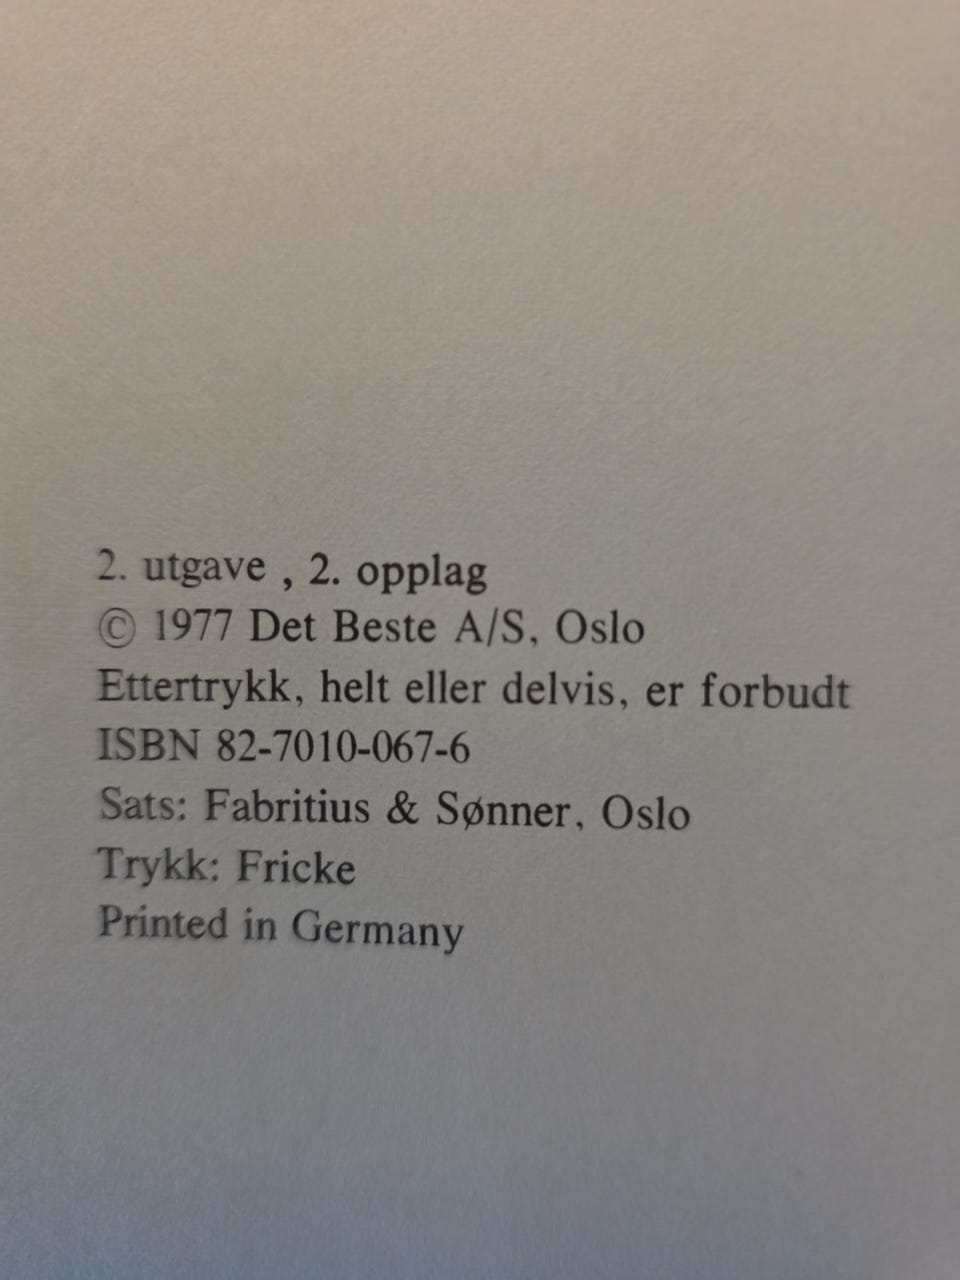 2. utgave , 2. opplag
© 1977 Det Beste A/S, Oslo
Ettertrykk, helt eller delvis, er forbudt
ISBN 82-7010-067-6
Sats: Fabritius & Sønner, Oslo
Trykk: Fricke
Printed in Germany